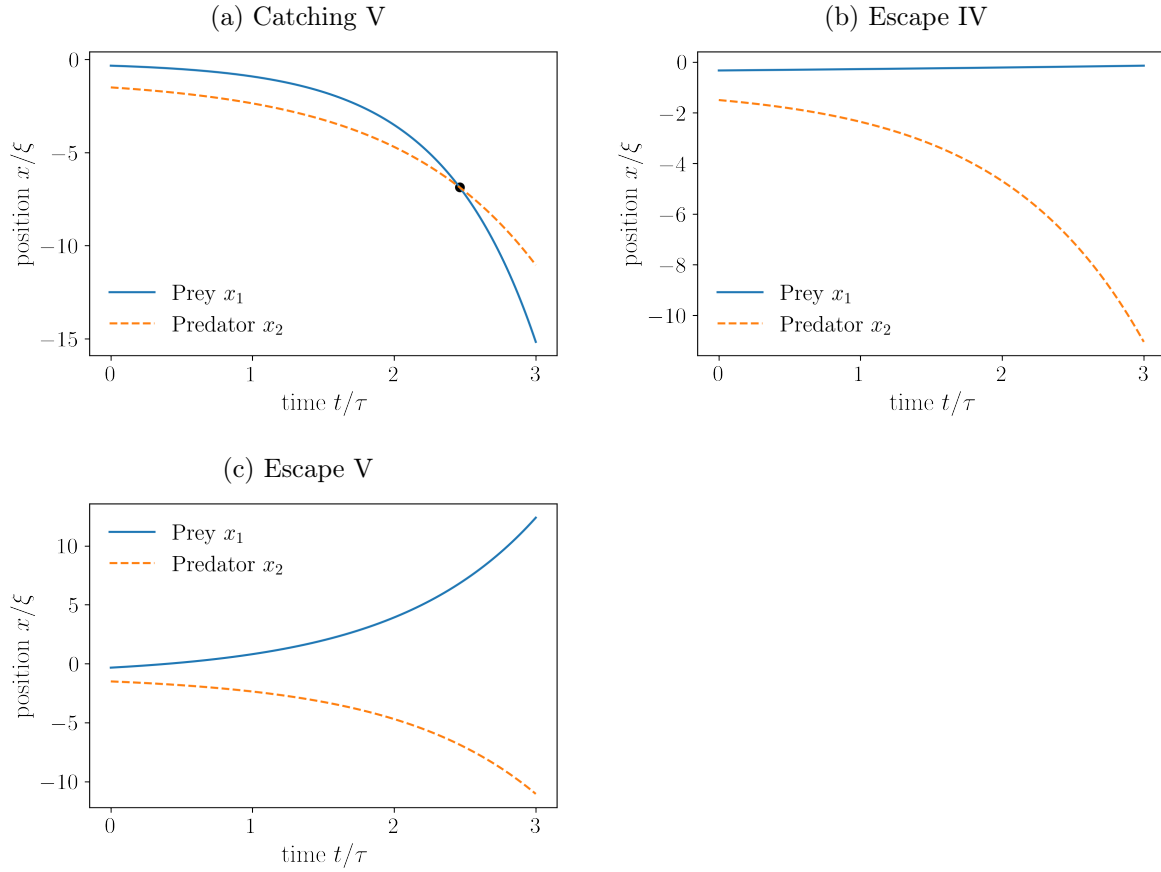 (a) Catching V
0
−5
−10
−15
position x/ξ
Prey x₁
Predator x₂
0 1 2 3
time t/τ
(b) Escape IV
0
−2
−4
−6
−8
−10
position x/ξ
Prey x₁
Predator x₂
0 1 2 3
time t/τ
(c) Escape V
10
5
0
−5
−10
position x/ξ
Prey x₁
Predator x₂
0 1 2 3
time t/τ